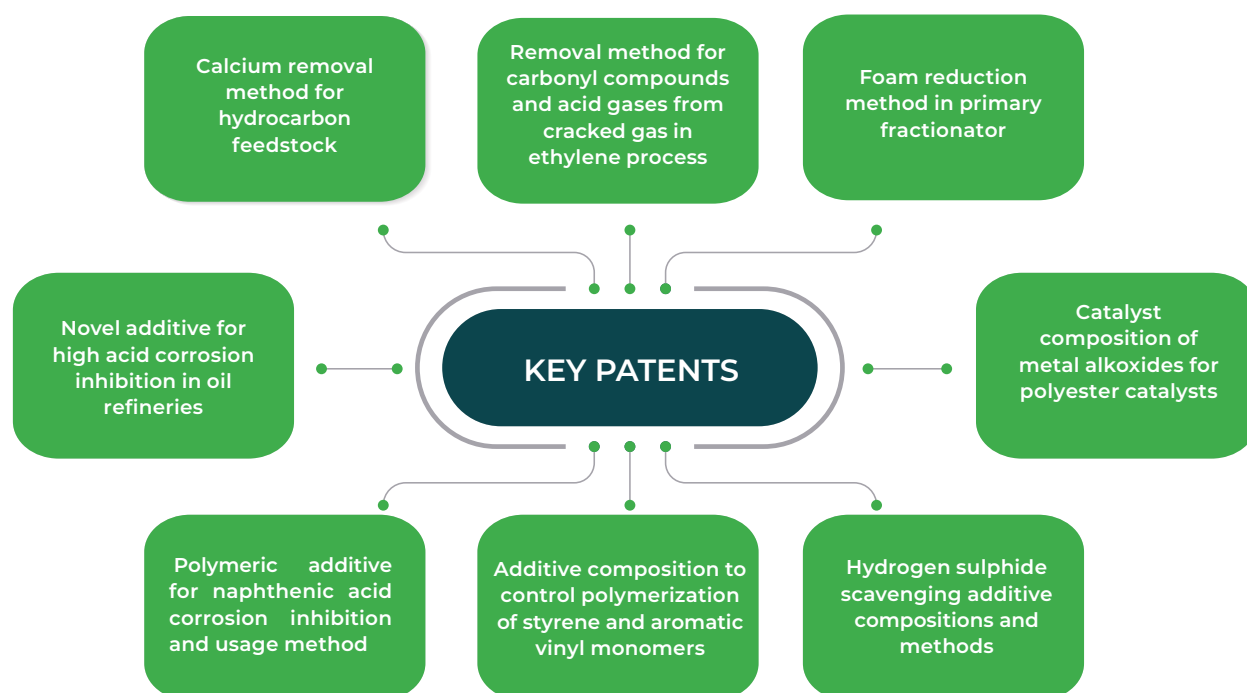 Calcium removal
method for
hydrocarbon
feedstock
Removal method for
carbonyl compounds
and acid gases from
cracked gas in
ethylene process
Foam reduction
method in primary
fractionator
Novel additive for
high acid corrosion
inhibition in oil
refineries
KEY PATENTS
Catalyst
composition of
metal alkoxides for
polyester catalysts
Polymeric additive
for naphthenic acid
corrosion inhibition
and usage method
Additive composition to
control polymerization
of styrene and aromatic
vinyl monomers
Hydrogen sulphide
scavenging additive
compositions and
methods